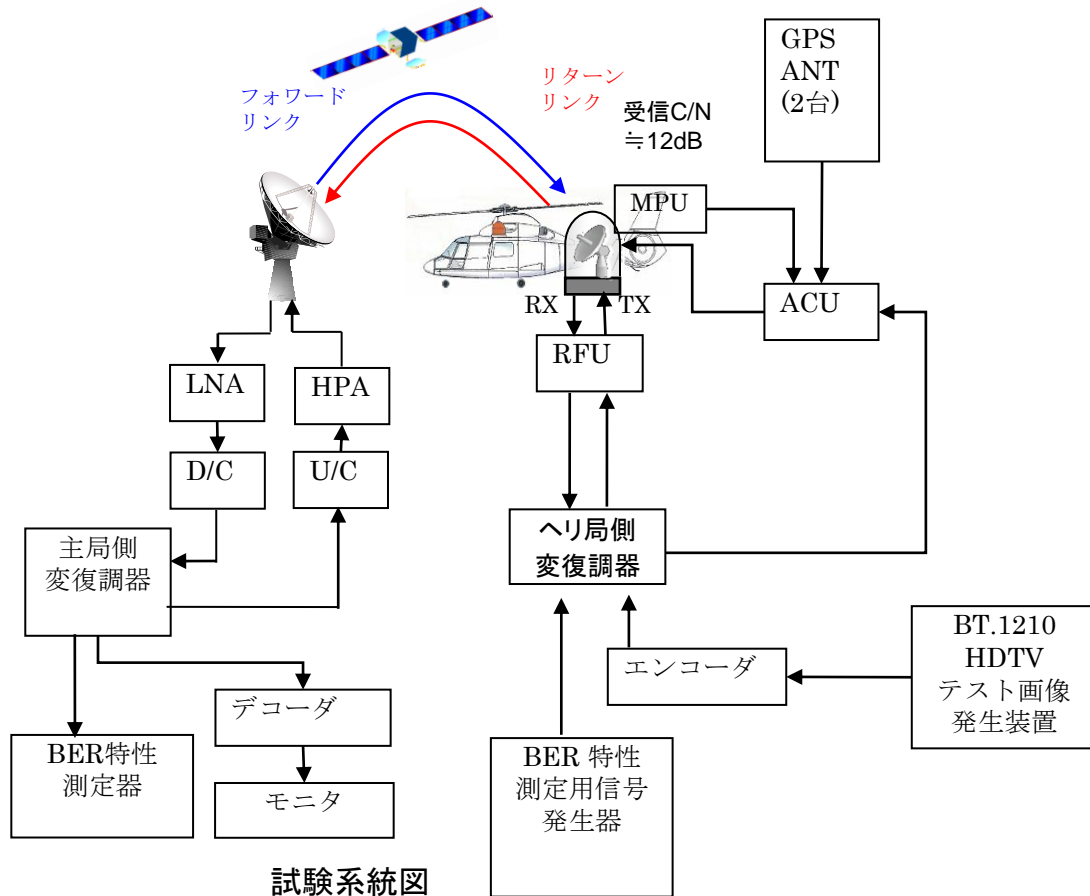 フォワード
リンク
リターン
リンク
受信C/N
≒12dB
GPS
ANT
(2台)
MPU
ACU
RX
TX
RFU
LNA
HPA
D/C
U/C
主局側
変復調器
ヘリ局側
変復調器
デコーダ
エンコーダ
BT.1210
HDTV
テスト画像
発生装置
BER特性
測定器
モニタ
BER 特性
測定用信号
発生器
試験系統図